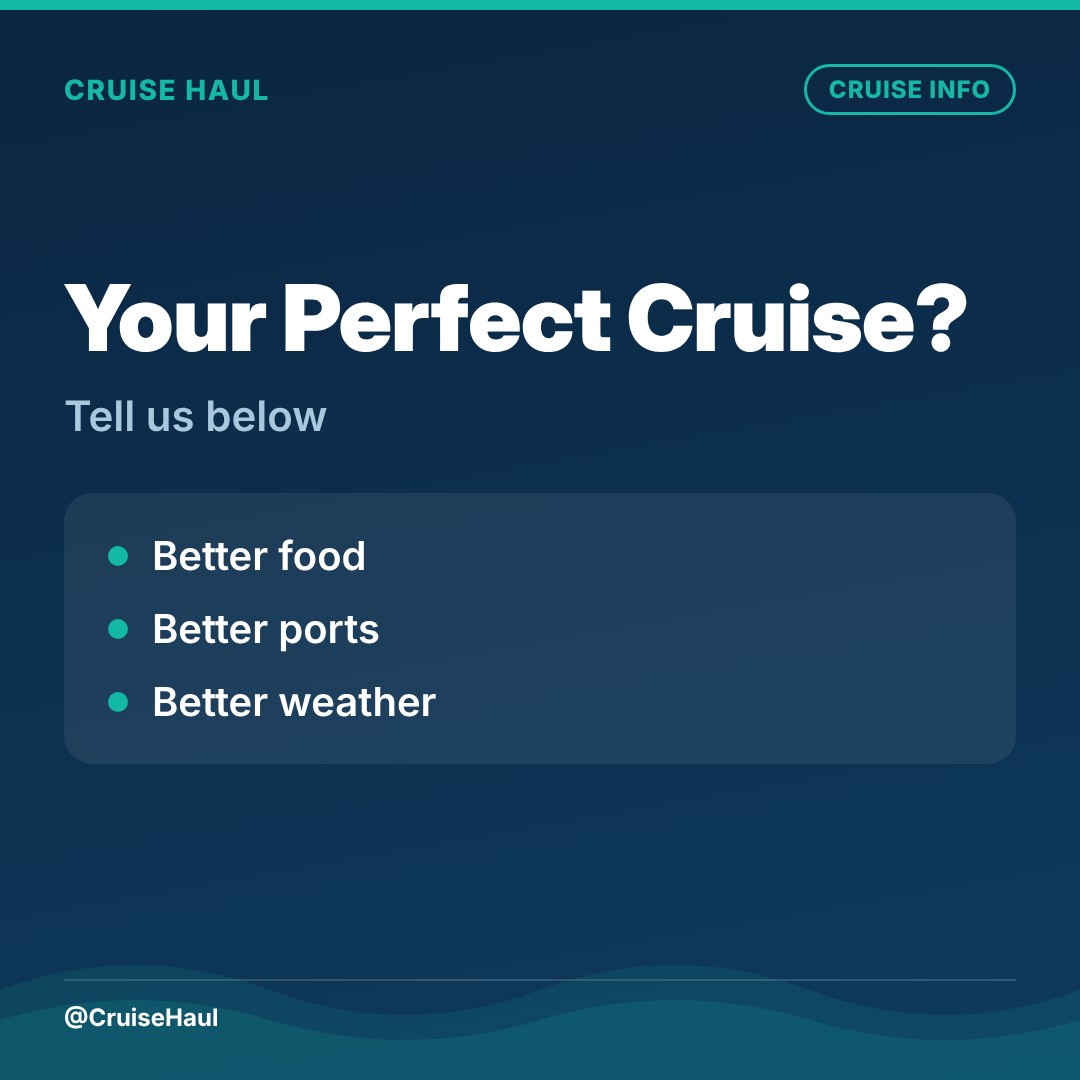 CRUISE HAUL
CRUISE INFO
Your Perfect Cruise?
Tell us below
Better food
Better ports
Better weather
@CruiseHaul